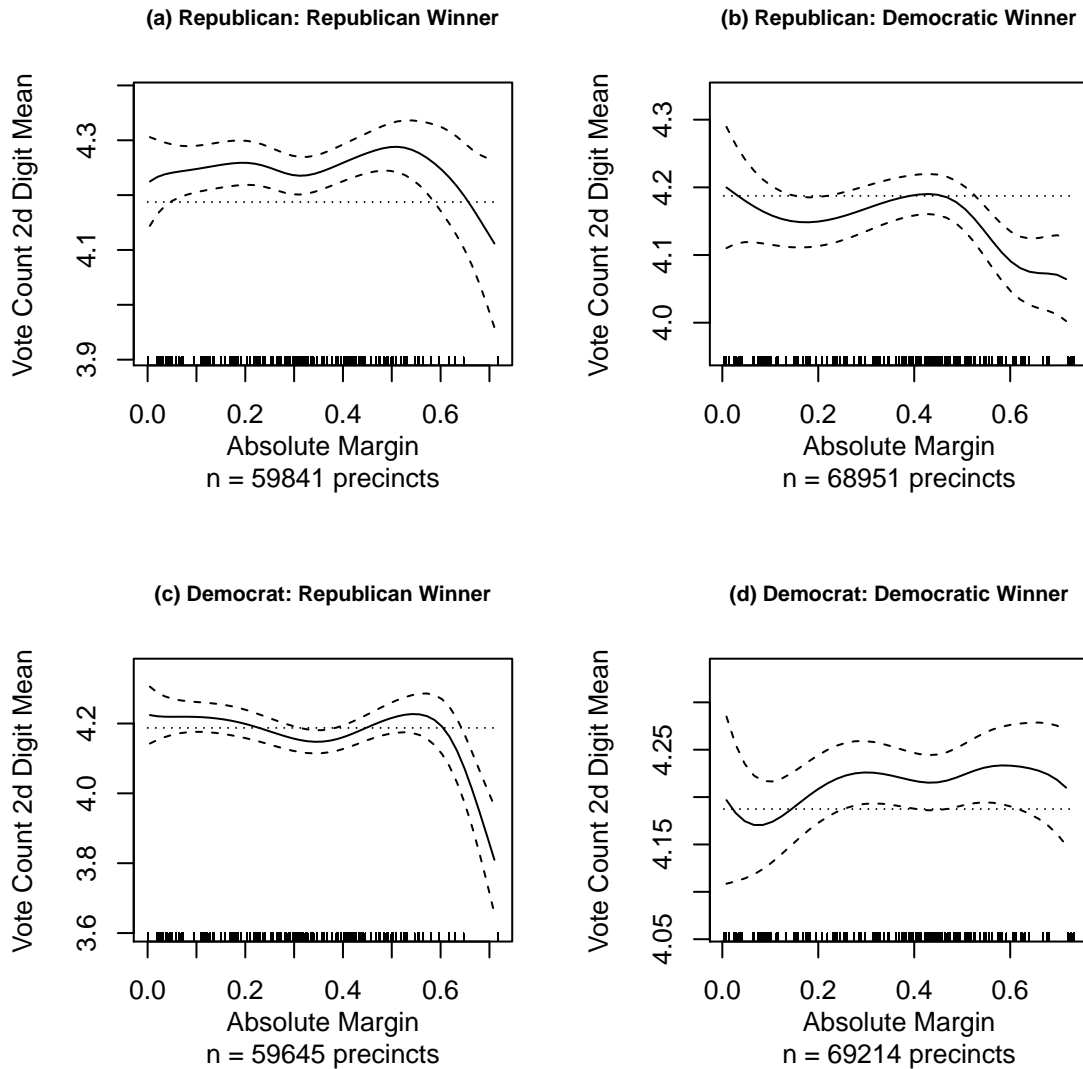 (a) Republican: Republican Winner
Vote Count 2d Digit Mean
3.9 4.1 4.3
0.0 0.2 0.4 0.6
Absolute Margin
n = 59841 precincts
(b) Republican: Democratic Winner
Vote Count 2d Digit Mean
4.0 4.1 4.2 4.3
0.0 0.2 0.4 0.6
Absolute Margin
n = 68951 precincts
(c) Democrat: Republican Winner
Vote Count 2d Digit Mean
3.6 3.8 4.0 4.2
0.0 0.2 0.4 0.6
Absolute Margin
n = 59645 precincts
(d) Democrat: Democratic Winner
Vote Count 2d Digit Mean
4.05 4.15 4.25
0.0 0.2 0.4 0.6
Absolute Margin
n = 69214 precincts